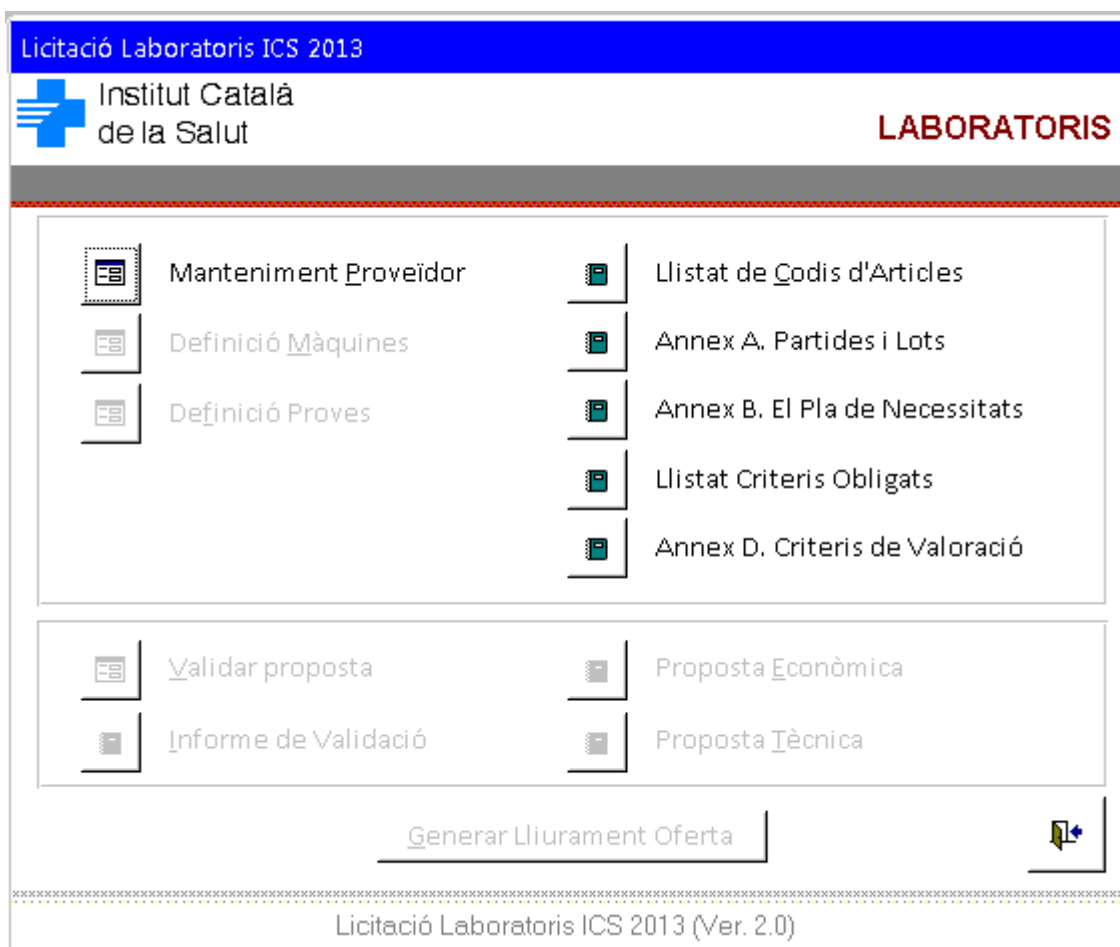 Licitació Laboratoris ICS 2013
Institut Català
de la Salut
LABORATORIS
Manteniment Proveïdor
Definició Màquines
Definició Proves
Llistat de Codis d'Articles
Annex A. Partides i Lots
Annex B. El Pla de Necessitats
Llistat Criteris Obligats
Annex D. Criteris de Valoració
Validar proposta
Informe de Validació
Proposta Econòmica
Proposta Tècnica
Generar Lliurament Oferta
Licitació Laboratoris ICS 2013 (Ver. 2.0)